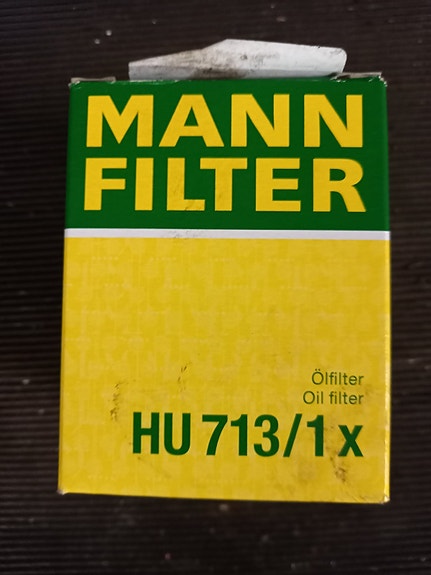 MANN
FILTER
Ölfilter
Oil filter
HU 713/1 x